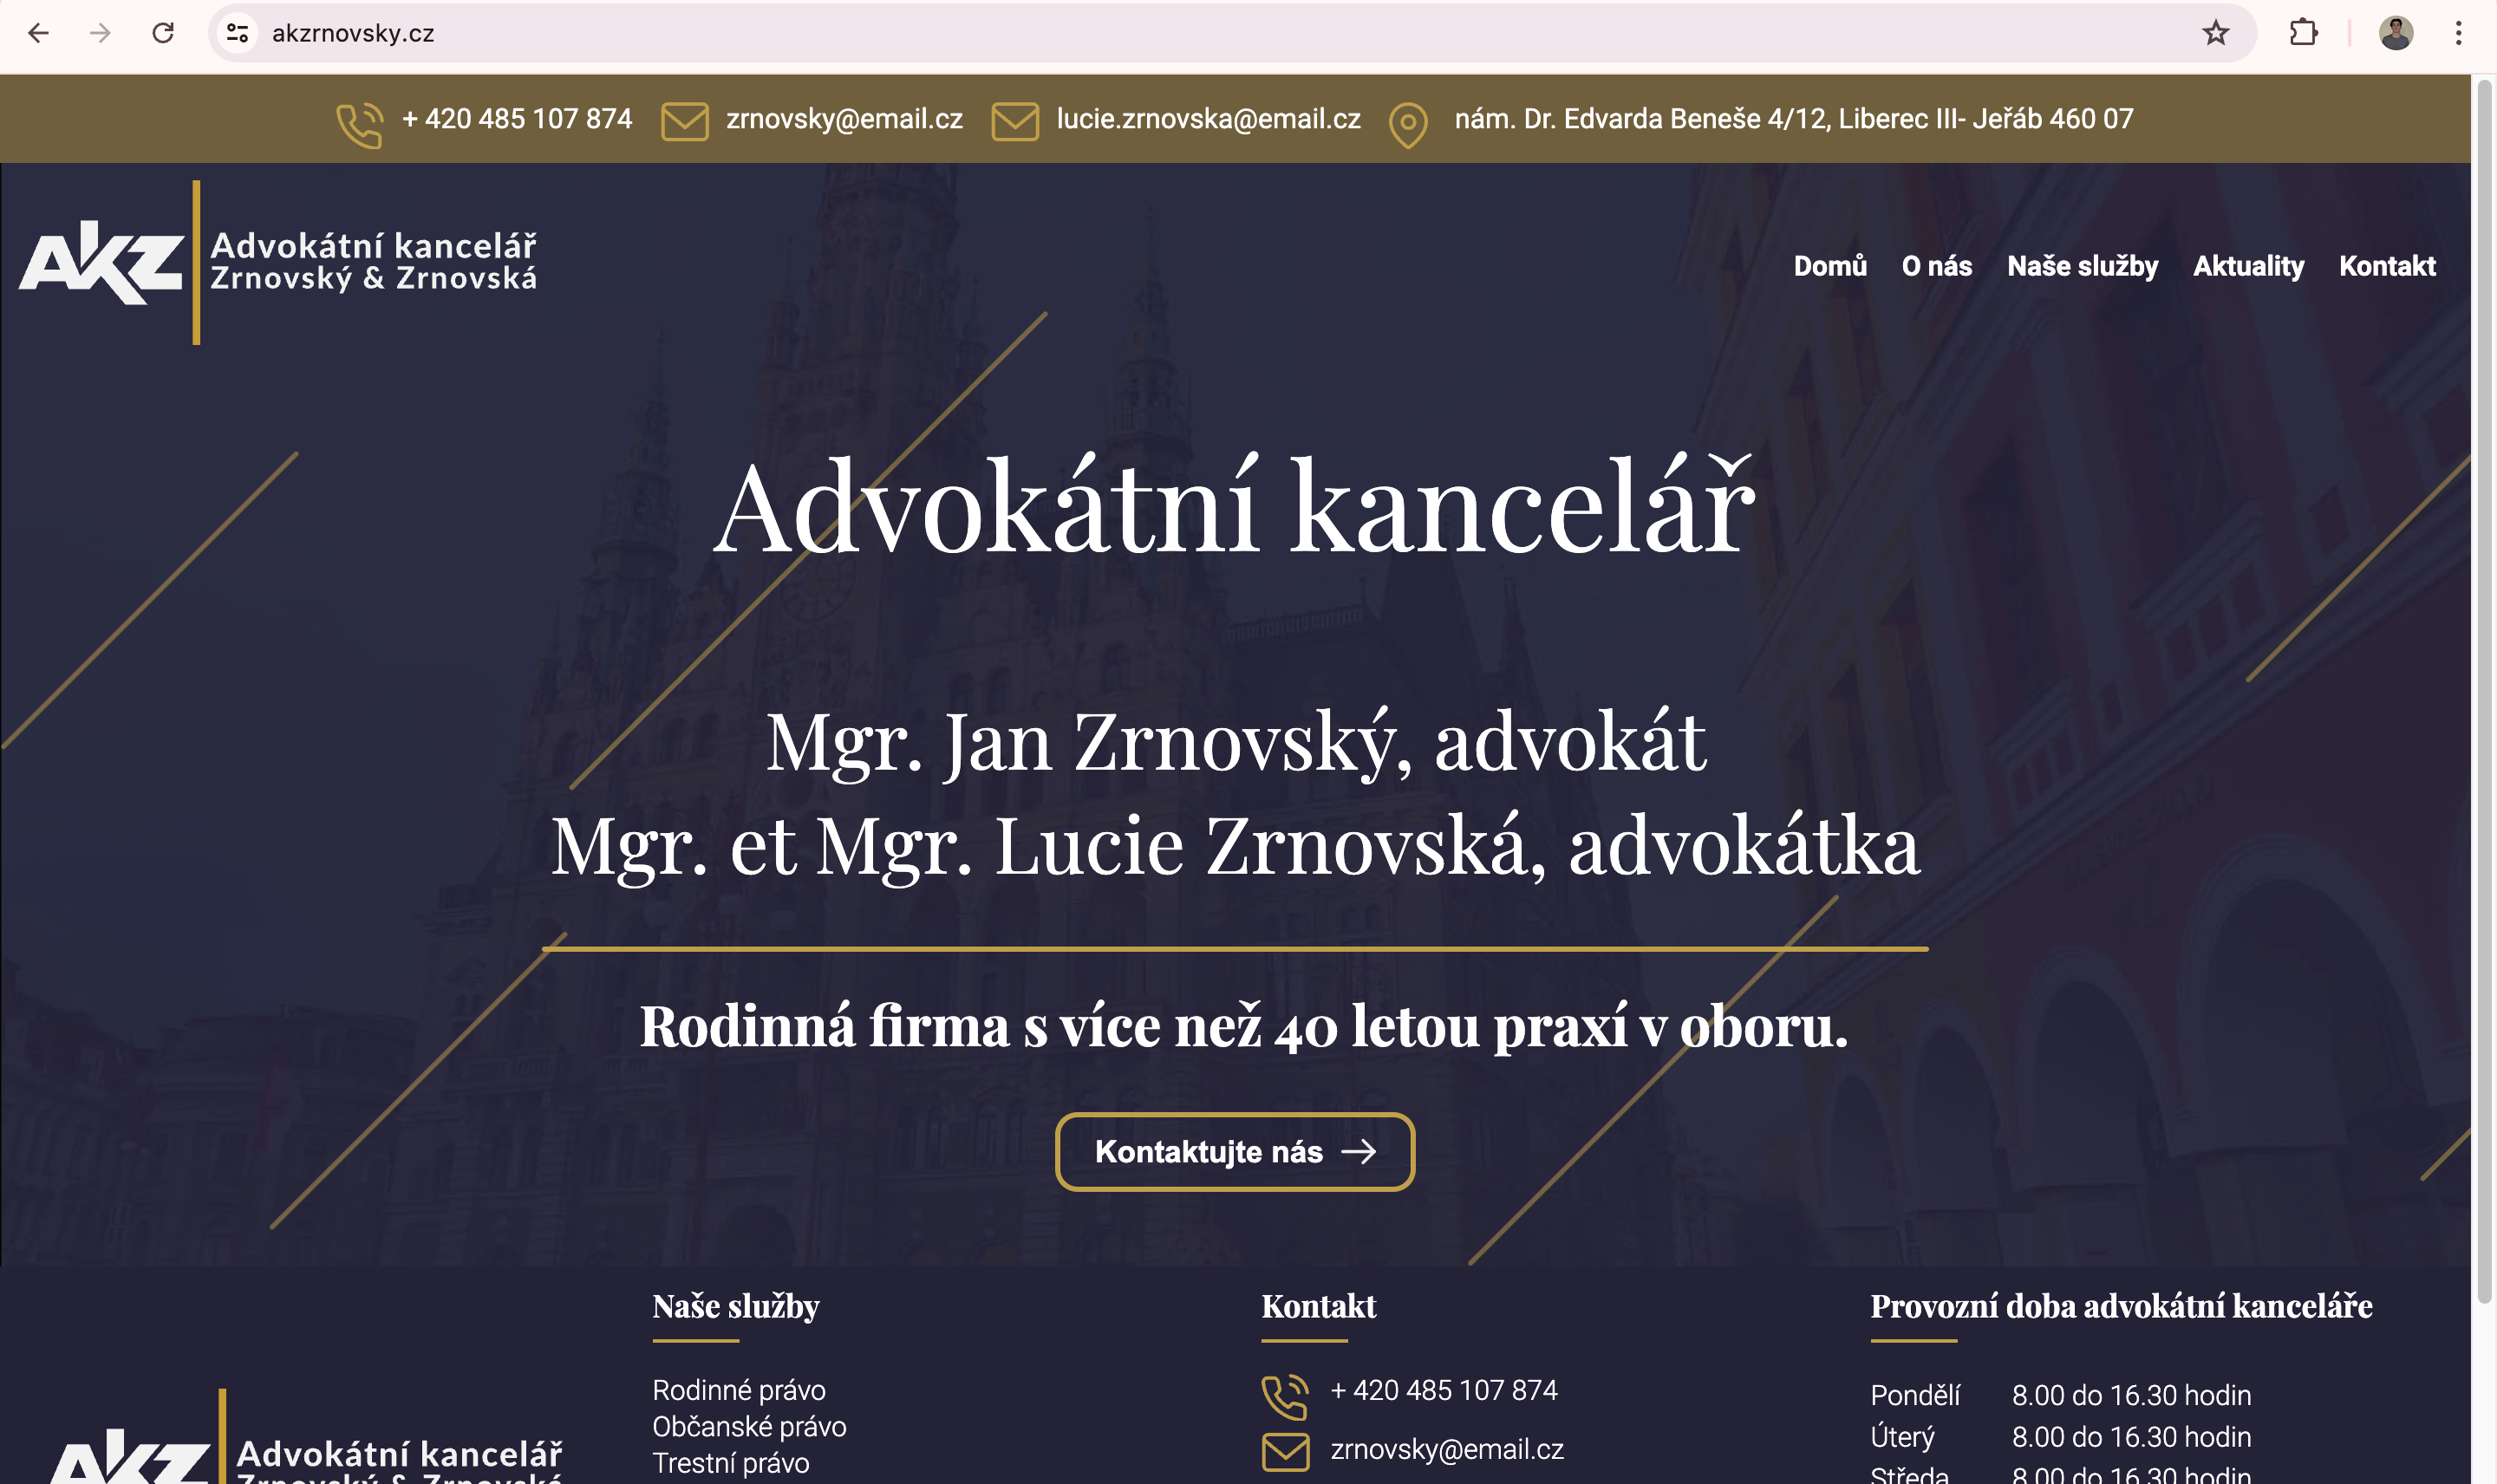 akzrnovsky.cz
+ 420 485 107 874 zrnovsky@email.cz lucie.zrnovska@email.cz nám. Dr. Edvarda Beneše 4/12, Liberec III- Jeřáb 460 07
AKZ
Advokátní kancelář
Zrnovský & Zrnovská
Domů O nás Naše služby Aktuality Kontakt
Advokátní kancelář
Mgr. Jan Zrnovský, advokát
Mgr. et Mgr. Lucie Zrnovská, advokátka
Rodinná firma s více než 40 letou praxí v oboru.
Kontaktujte nás
AKZ
Advokátní kancelář
Zrnovský & Zrnovská
Naše služby
Rodinné právo
Občanské právo
Trestní právo
Kontakt
+ 420 485 107 874
zrnovsky@email.cz
Provozní doba advokátní kanceláře
Pondělí 8.00 do 16.30 hodin
Úterý 8.00 do 16.30 hodin
Středa 8.00 do 16.30 hodin